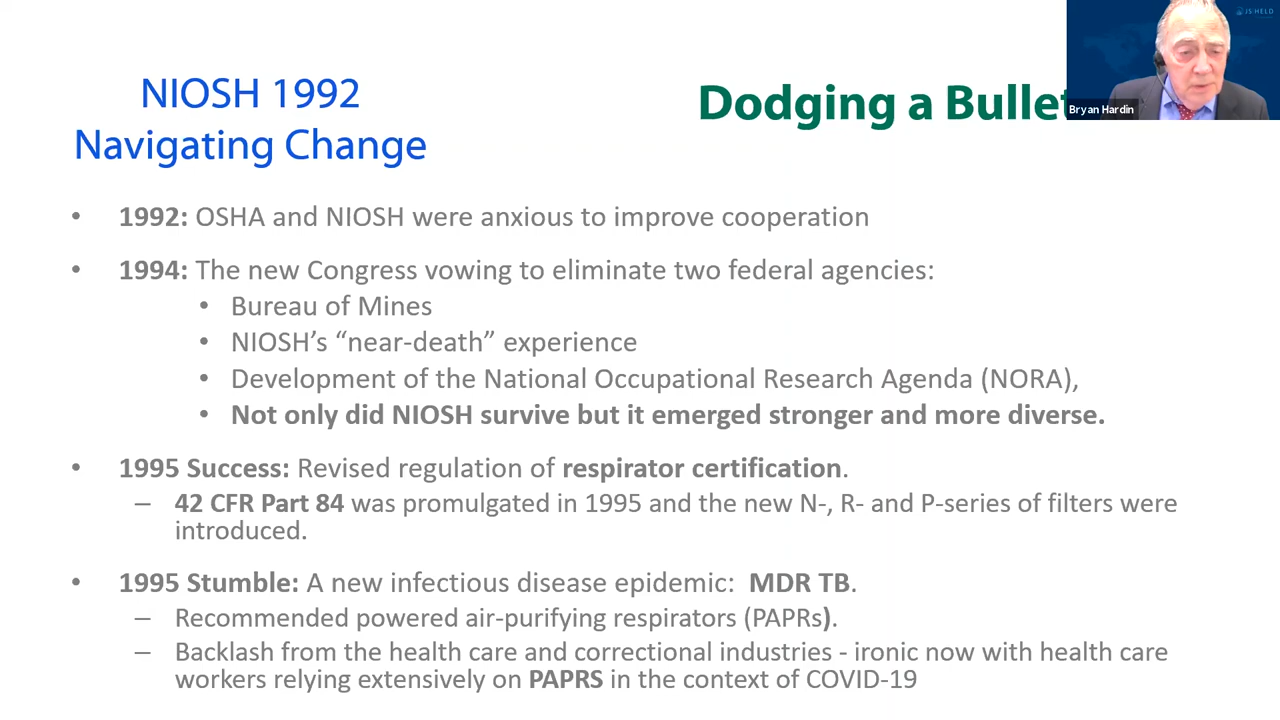 NIOSH 1992
Navigating Change
Dodging a Bullet
JS|HELD
Bryan Hardin
• 1992: OSHA and NIOSH were anxious to improve cooperation
• 1994: The new Congress vowing to eliminate two federal agencies:
• Bureau of Mines
• NIOSH’s “near-death” experience
• Development of the National Occupational Research Agenda (NORA),
• Not only did NIOSH survive but it emerged stronger and more diverse.
• 1995 Success: Revised regulation of respirator certification.
– 42 CFR Part 84 was promulgated in 1995 and the new N-, R- and P-series of filters were
introduced.
• 1995 Stumble: A new infectious disease epidemic:  MDR TB.
– Recommended powered air-purifying respirators (PAPRs).
– Backlash from the health care and correctional industries - ironic now with health care
workers relying extensively on PAPRS in the context of COVID-19